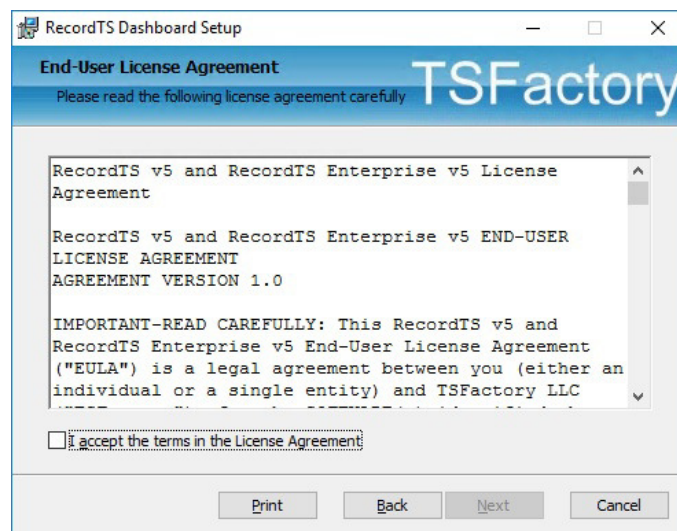 RecordTS Dashboard Setup
End-User License Agreement
Please read the following license agreement carefully
TSFactory
RecordTS v5 and RecordTS Enterprise v5 License
Agreement
RecordTS v5 and RecordTS Enterprise v5 END-USER
LICENSE AGREEMENT
AGREEMENT VERSION 1.0
IMPORTANT-READ CAREFULLY: This RecordTS v5 and
RecordTS Enterprise v5 End-User License Agreement
("EULA") is a legal agreement between you (either an
individual or a single entity) and TSFactory LLC
I accept the terms in the License Agreement
Print
Back
Next
Cancel